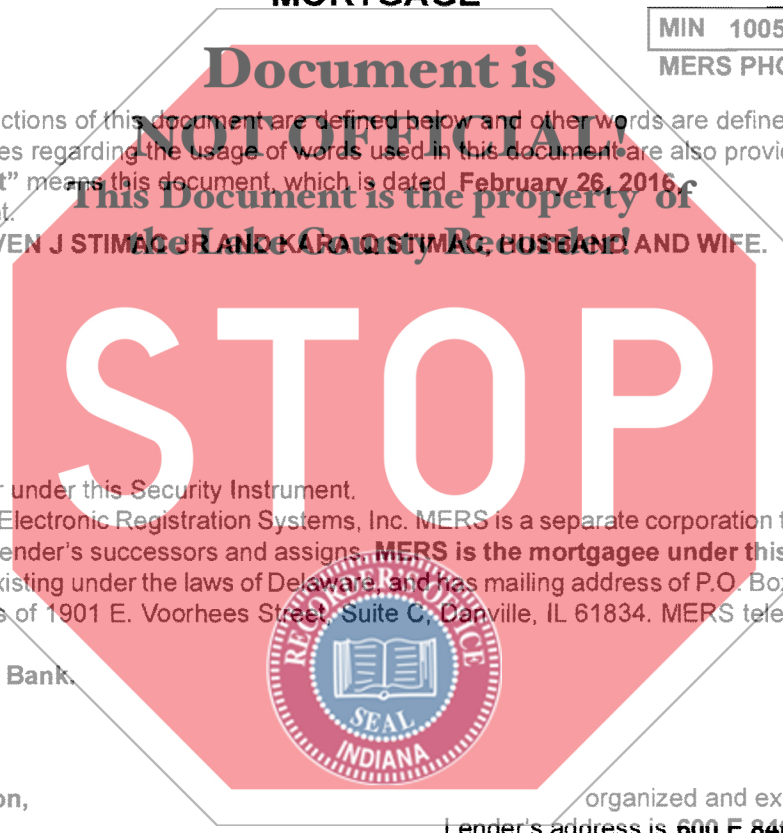 MORTGAGE
MIN 1005
MERS PHO
Document is
NOT OFFICIAL!
This Document is the property of
the Lake County Recorder!
ctions of this document are defined below and other words are define
es regarding the usage of words used in this document are also provi
t” means this document, which is dated February 26, 2016,
t.
VEN J STIMAC JR AND KARA Q STIMAC, HUSBAND AND WIFE.
STOP
r under this Security Instrument.
Electronic Registration Systems, Inc. MERS is a separate corporation t
ender's successors and assigns. MERS is the mortgagee under this
xisting under the laws of Delaware, and has mailing address of P.O. Box
s of 1901 E. Voorhees Street, Suite C, Danville, IL 61834. MERS tele
RECORDER'S OFFICE
SEAL
INDIANA
Bank.
on,
organized and ex
Lender's address is 600 E 84